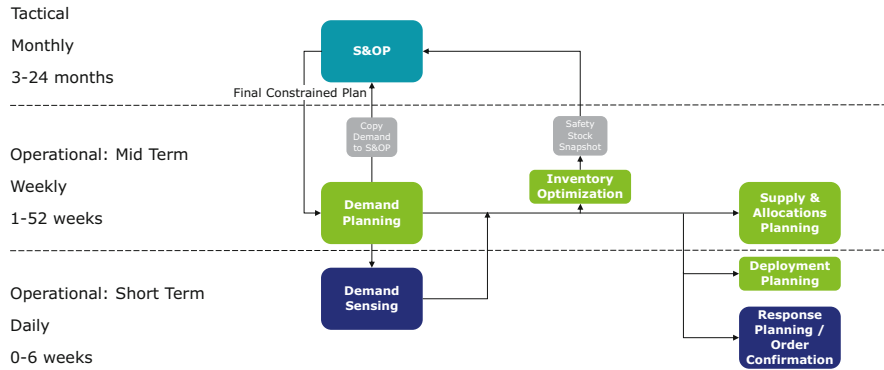 Tactical
Monthly
3-24 months
S&OP
Final Constrained Plan
Copy
Demand
to S&OP
Safety
Stock
Snapshot
Operational: Mid Term
Weekly
1-52 weeks
Demand
Planning
Inventory
Optimization
Supply &
Allocations
Planning
Operational: Short Term
Daily
0-6 weeks
Demand
Sensing
Deployment
Planning
Response
Planning /
Order
Confirmation